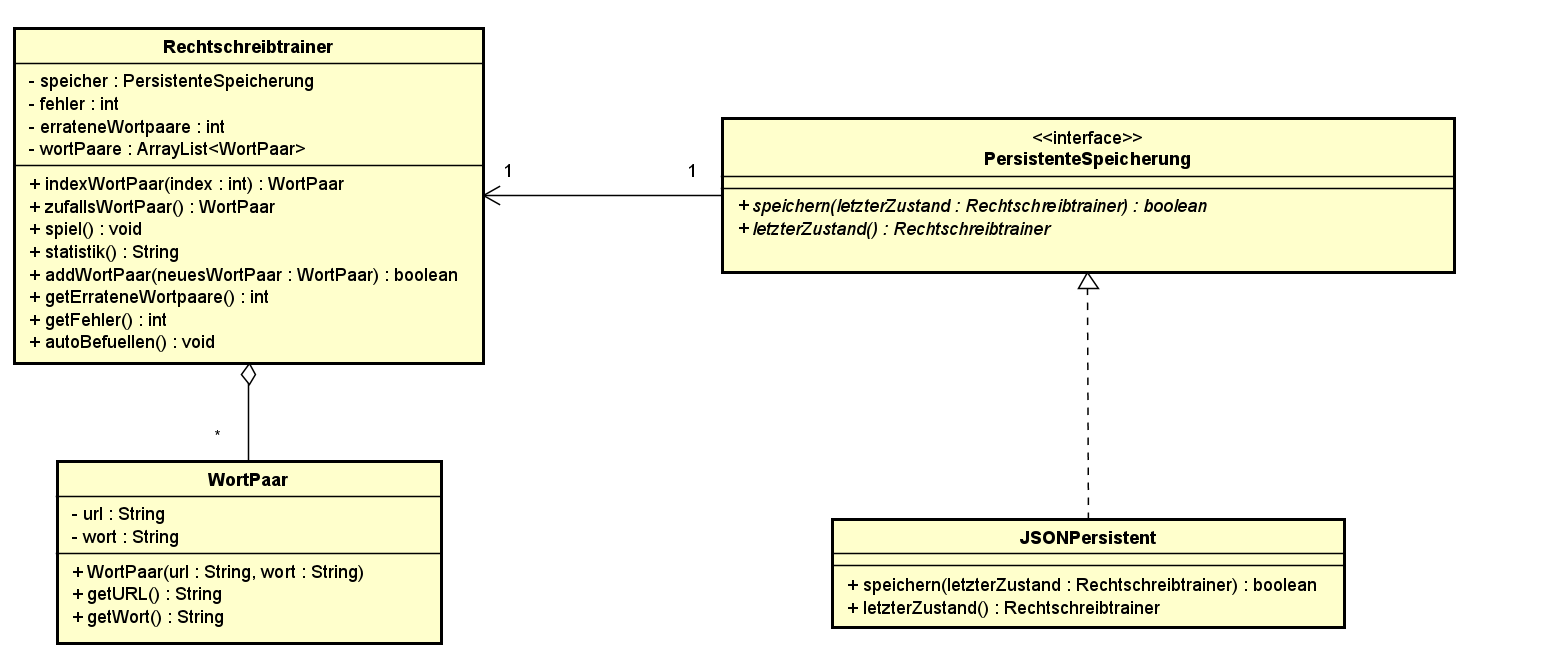 Rechtschreibtrainer
- speicher : PersistenteSpeicherung
- fehler : int
- errateneWortpaare : int
- wortPaare : ArrayList<WortPaar>
+ indexWortPaar(index : int) : WortPaar
+ zufallsWortPaar() : WortPaar
+ spiel() : void
+ statistik() : String
+ addWortPaar(neuesWortPaar : WortPaar) : boolean
+ getErrateneWortpaare() : int
+ getFehler() : int
+ autoBefuellen() : void
1
1
<<interface>>
PersistenteSpeicherung
+ speichern(letzterZustand : Rechtschreibtrainer) : boolean
+ letzterZustand() : Rechtschreibtrainer
*
WortPaar
- url : String
- wort : String
+ WortPaar(url : String, wort : String)
+ getURL() : String
+ getWort() : String
JSONPersistent
+ speichern(letzterZustand : Rechtschreibtrainer) : boolean
+ letzterZustand() : Rechtschreibtrainer